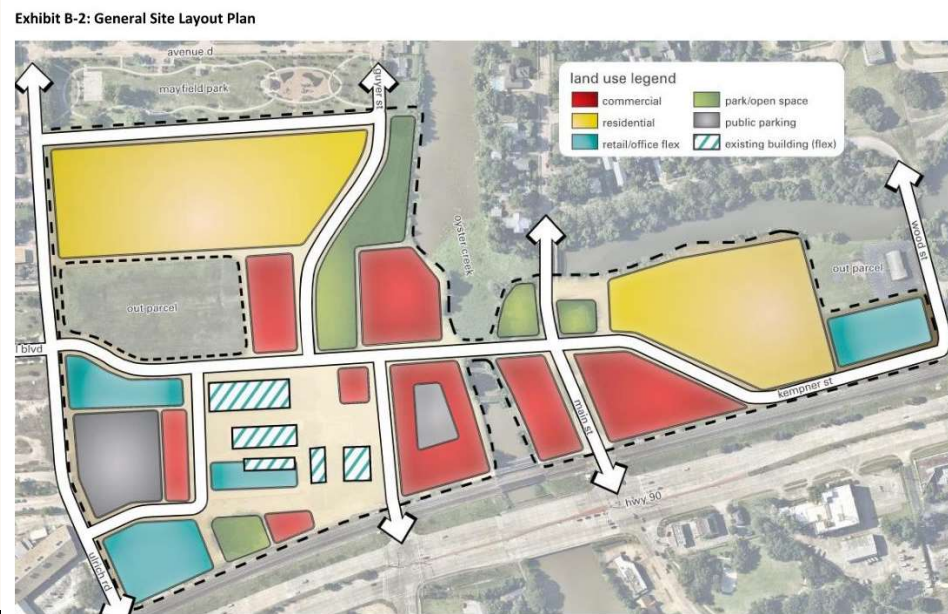 Exhibit B-2: General Site Layout Plan
avenue d
mayfield park
guyer st
land use legend
commercial
residential
retail/office flex
park/open space
public parking
existing building (flex)
oyster creek
wood st
out parcel
out parcel
l blvd
kempner st
main st
hwy 90
ulrich rd